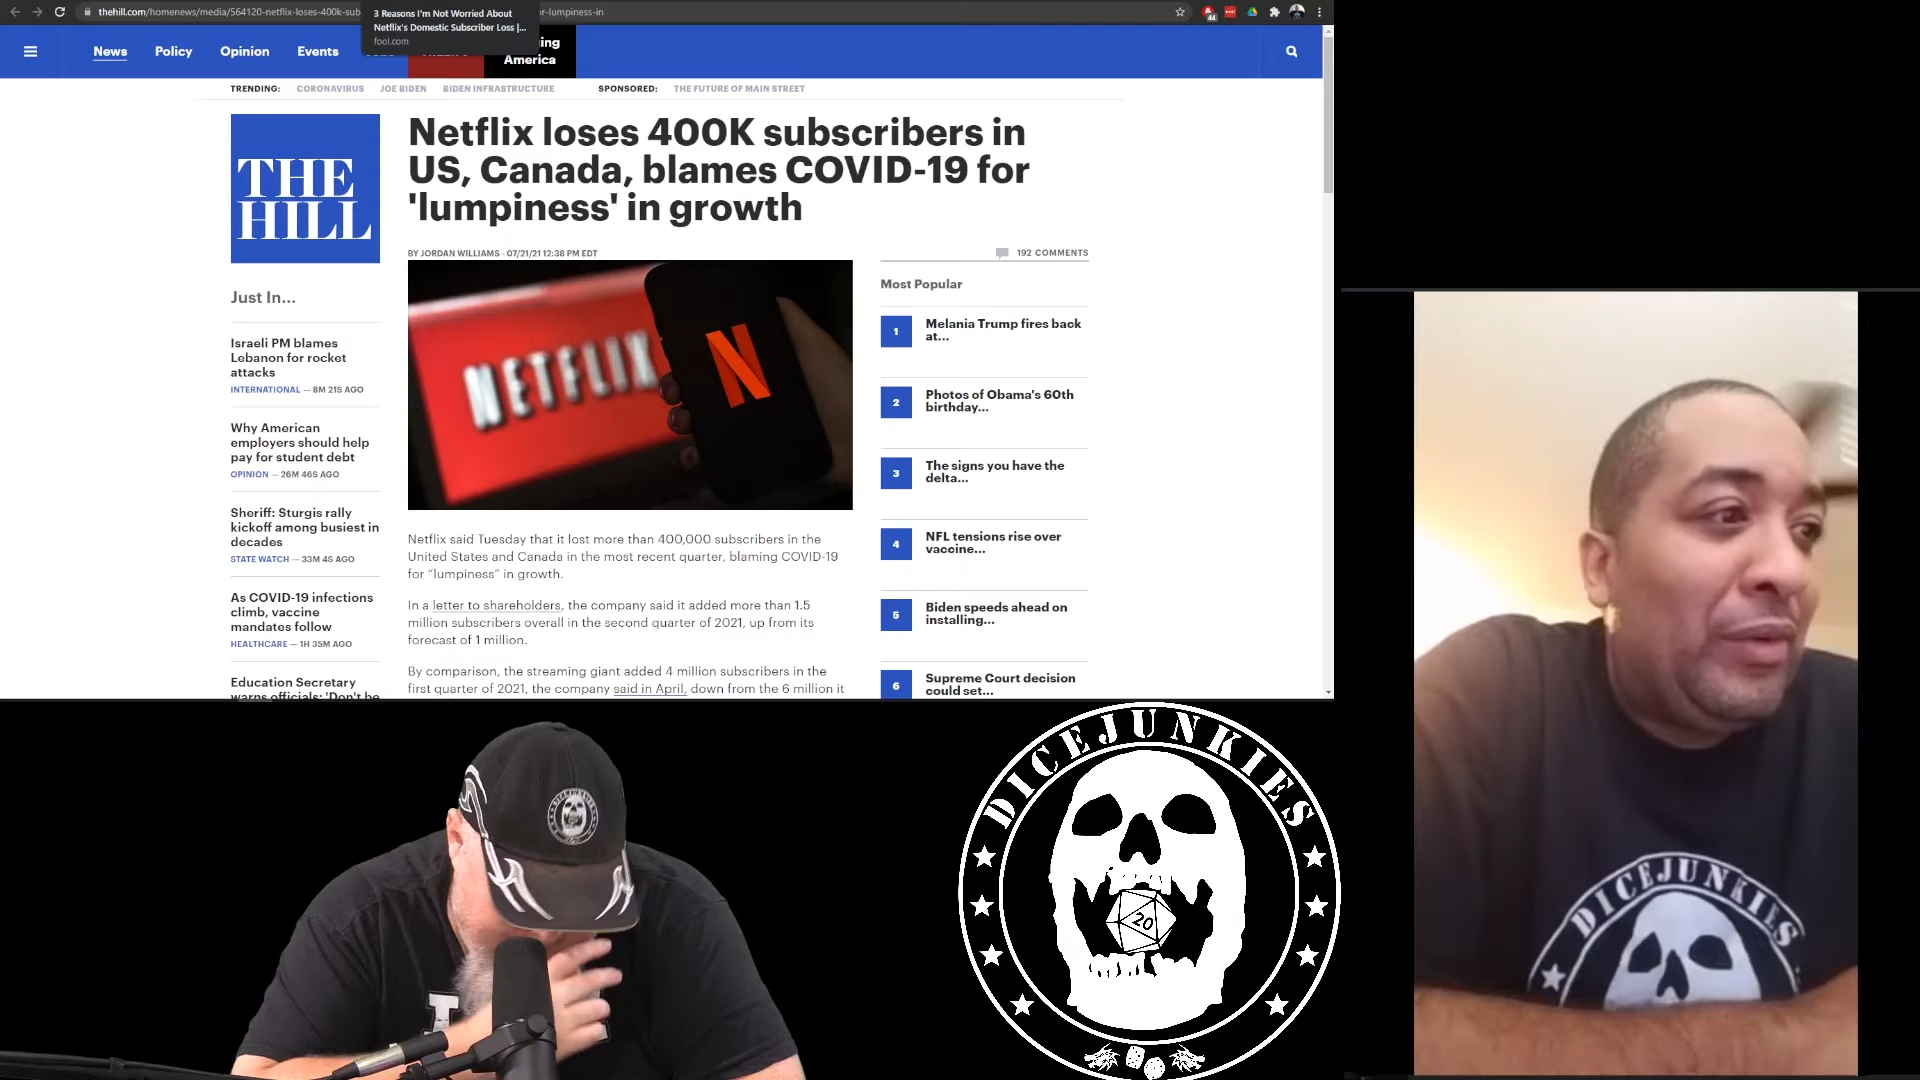 thehill.com/homenews/media/564120-netflix-loses-400k-sub
or-lumpiness-in
3 Reasons I'm Not Worried About
Netflix's Domestic Subscriber Loss |...
fool.com
44
News
Policy
Opinion
Events
ing
America
TRENDING:
CORONAVIRUS
JOE BIDEN
BIDEN INFRASTRUCTURE
SPONSORED:
THE FUTURE OF MAIN STREET
THE
HILL
Netflix loses 400K subscribers in
US, Canada, blames COVID-19 for
'lumpiness' in growth
BY JORDAN WILLIAMS - 07/21/21 12:38 PM EDT
192 COMMENTS
NETFLIX
N
Just In...
Israeli PM blames
Lebanon for rocket
attacks
INTERNATIONAL — 8M 21S AGO
Why American
employers should help
pay for student debt
OPINION — 26M 46S AGO
Sheriff: Sturgis rally
kickoff among busiest in
decades
STATE WATCH — 33M 4S AGO
As COVID-19 infections
climb, vaccine
mandates follow
HEALTHCARE — 1H 35M AGO
Education Secretary
warns officials: 'Don't be
Netflix said Tuesday that it lost more than 400,000 subscribers in the
United States and Canada in the most recent quarter, blaming COVID-19
for “lumpiness” in growth.
In a letter to shareholders, the company said it added more than 1.5
million subscribers overall in the second quarter of 2021, up from its
forecast of 1 million.
By comparison, the streaming giant added 4 million subscribers in the
first quarter of 2021, the company said in April, down from the 6 million it
Most Popular
1
Melania Trump fires back
at...
2
Photos of Obama's 60th
birthday...
3
The signs you have the
delta...
4
NFL tensions rise over
vaccine...
5
Biden speeds ahead on
installing...
6
Supreme Court decision
could set...
DICEJUNKIES
20
DICEJUNKIES